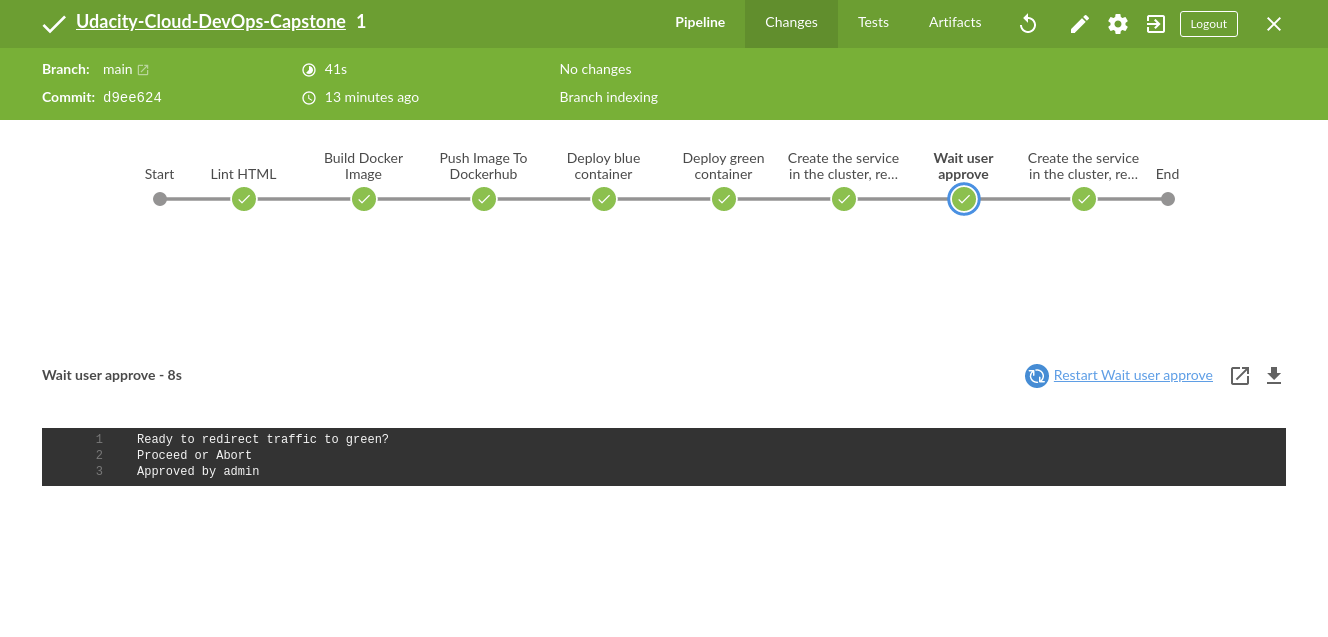 Udacity-Cloud-DevOps-Capstone 1
Pipeline
Changes
Tests
Artifacts
Logout
Branch: main
41s
No changes
Commit: d9ee624
13 minutes ago
Branch indexing
Start
Lint HTML
Build Docker
Image
Push Image To
Dockerhub
Deploy blue
container
Deploy green
container
Create the service
in the cluster, re...
Wait user
approve
Create the service
in the cluster, re...
End
Wait user approve - 8s
Restart Wait user approve
1 Ready to redirect traffic to green?
2 Proceed or Abort
3 Approved by admin